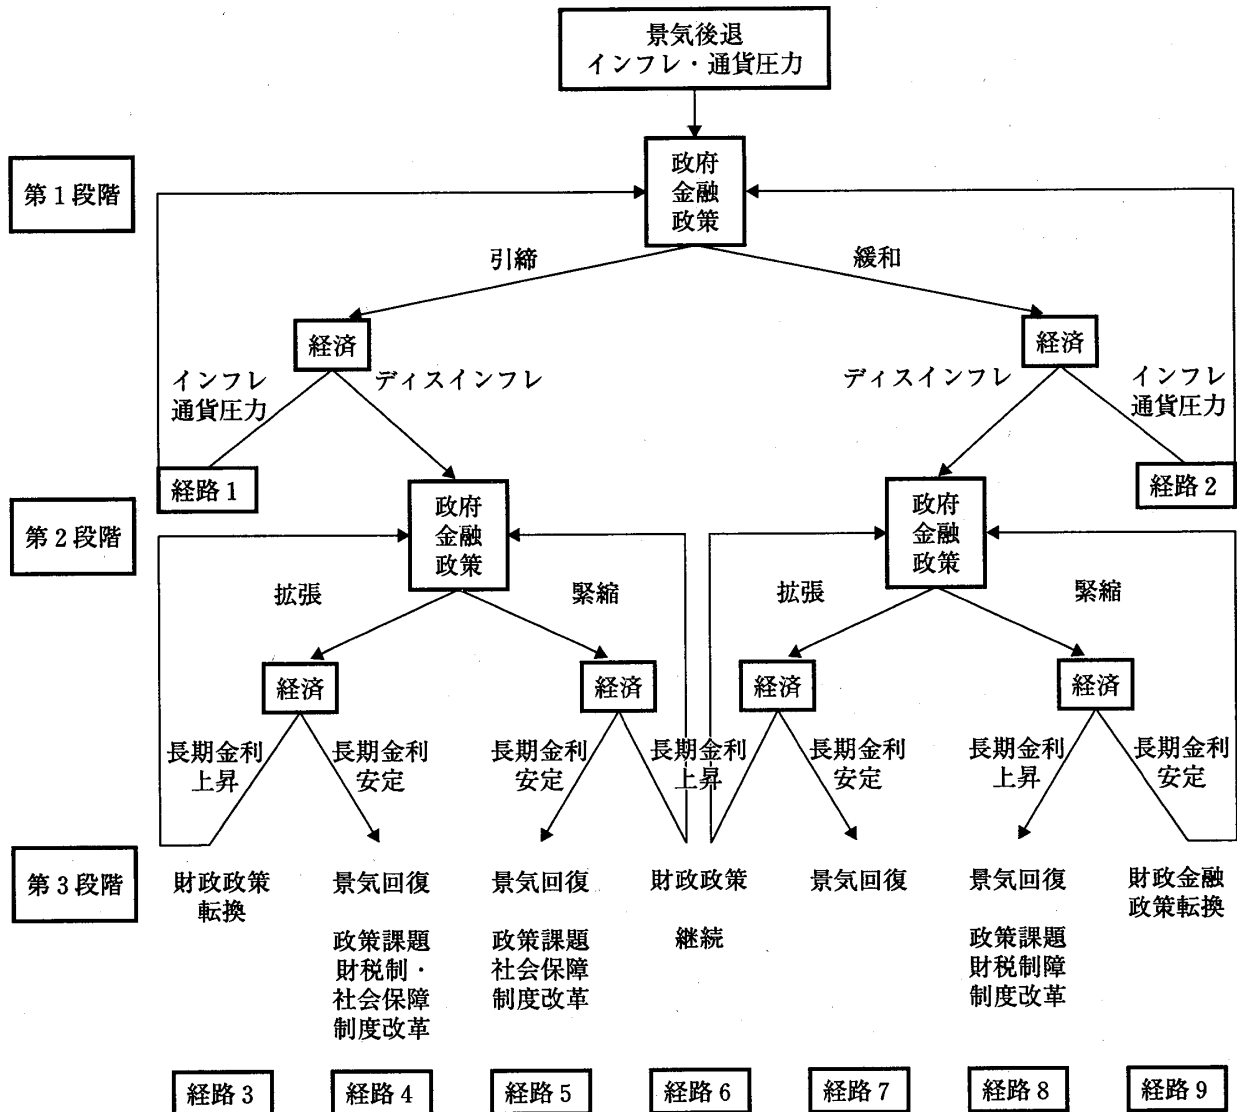 景気後退
インフレ・通貨圧力
第1段階
政府
金融
政策
引締
緩和
経済
経済
インフレ
通貨圧力
ディスインフレ
ディスインフレ
インフレ
通貨圧力
経路1
経路2
第2段階
政府
金融
政策
政府
金融
政策
拡張
緊縮
拡張
緊縮
経済
経済
経済
経済
長期金利
上昇
長期金利
安定
長期金利
安定
長期金利
上昇
長期金利
安定
長期金利
上昇
長期金利
安定
第3段階
財政政策
転換
景気回復
政策課題
財税制・
社会保障
制度改革
景気回復
政策課題
社会保障
制度改革
財政政策
継続
景気回復
景気回復
政策課題
財税制障
制度改革
財政金融
政策転換
経路3
経路4
経路5
経路6
経路7
経路8
経路9